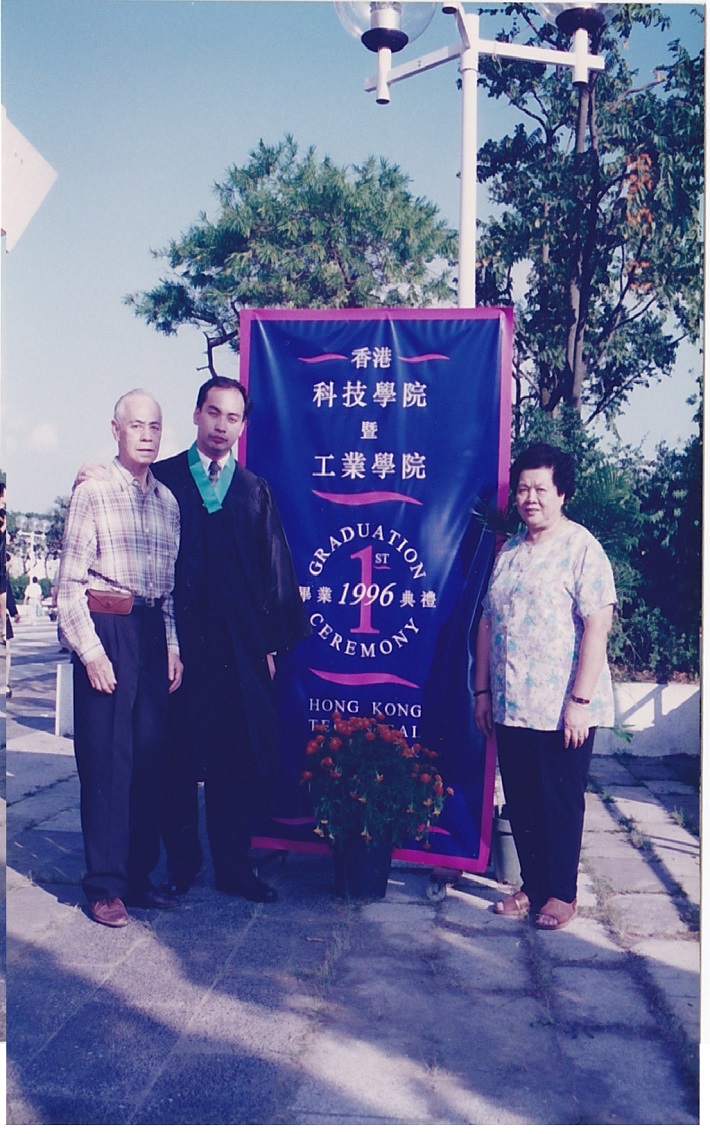 香港
科技學院
暨
工業學院
GRADUATION
1ST
畢業 1996 典禮
CEREMONY
HONG KONG